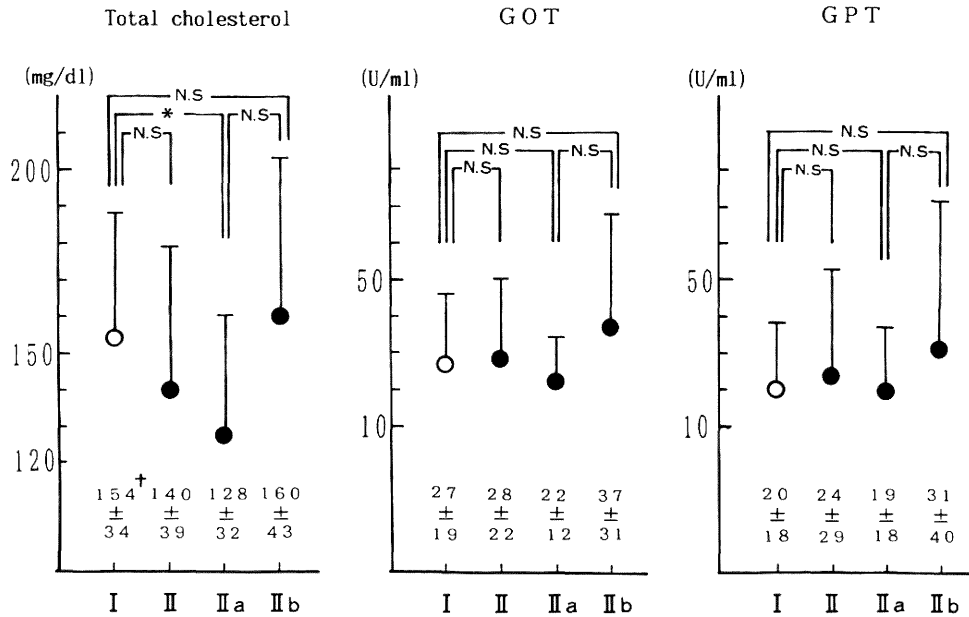 Total cholesterol
GOT
GPT
(mg/dl)
(U/ml)
(U/ml)
N.S
* N.S
N.S
N.S
N.S N.S
N.S
N.S
N.S N.S
N.S
200
150
120
50
10
50
10
154† 140 128 160
± ± ± ±
34 39 32 43
27 28 22 37
± ± ± ±
19 22 12 31
20 24 19 31
± ± ± ±
18 29 18 40
I II IIa IIb
I II IIa IIb
I II IIa IIb